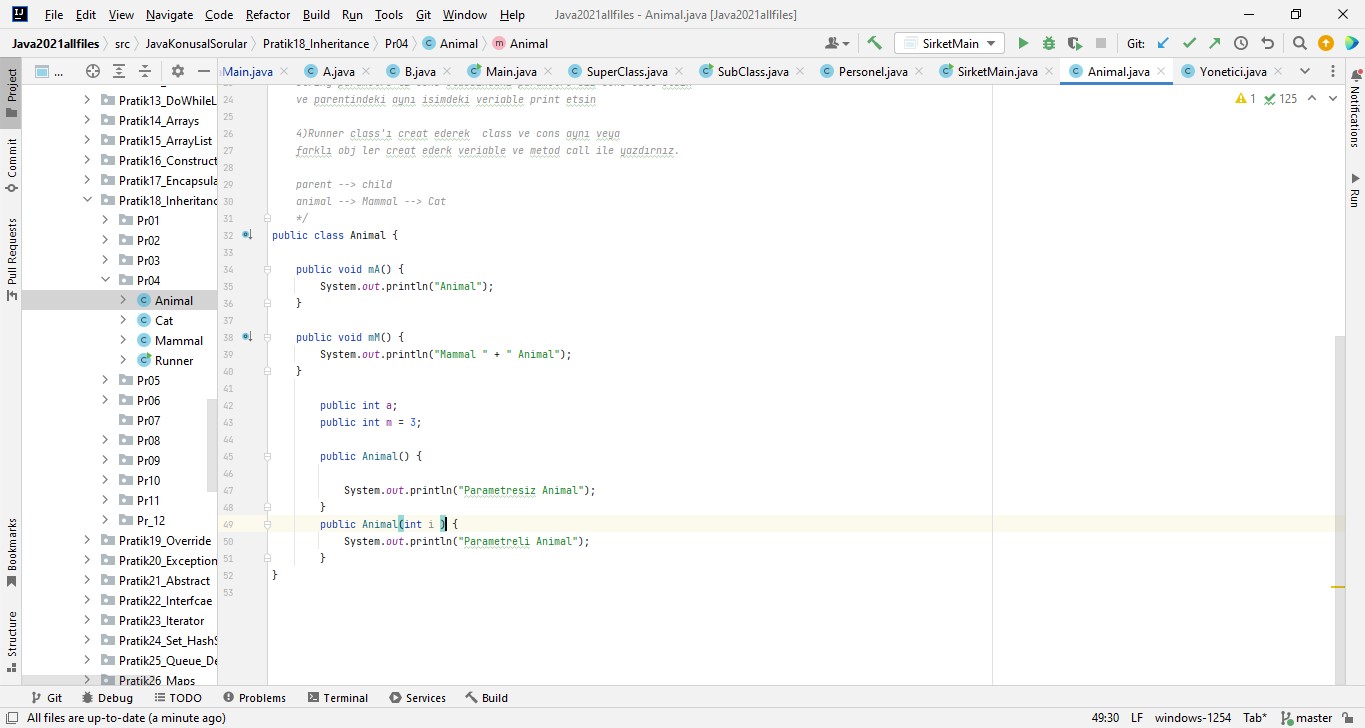 File Edit View Navigate Code Refactor Build Run Tools Git Window Help Java2021allfiles - Animal.java [Java2021allfiles]
Java2021allfiles src JavaKonusalSorular Pratik18_Inheritance Pr04 Animal Animal SirketMain Git:
... Main.java A.java B.java Main.java SuperClass.java SubClass.java Personel.java SirketMain.java Animal.java Yonetici.java
Project
Commit
Pull Requests
Bookmarks
Structure
Pratik13_DoWhileL
Pratik14_Arrays
Pratik15_ArrayList
Pratik16_Construct
Pratik17_Encapsula
Pratik18_Inheritanc
Pr01
Pr02
Pr03
Pr04
Animal
Cat
Mammal
Runner
Pr05
Pr06
Pr07
Pr08
Pr09
Pr10
Pr11
Pr_12
Pratik19_Override
Pratik20_Exception
Pratik21_Abstract
Pratik22_Interfcae
Pratik23_Iterator
Pratik24_Set_HashS
Pratik25_Queue_De
Pratik26_Maps
1 125
24 ve parentindeki aynı isimdeki veriable print etsin
25
26 4)Runner class'ı creat ederek class ve cons aynı veya
27 farklı obj ler creat ederk veriable ve metod call ile yazdırnız.
28
29 parent --> child
30 animal --> Mammal --> Cat
31 */
32 public class Animal {
33
34 public void mA() {
35 System.out.println("Animal");
36 }
37
38 public void mM() {
39 System.out.println("Mammal " + " Animal");
40 }
41
42 public int a;
43 public int m = 3;
44
45 public Animal() {
46
47 System.out.println("Parametresiz Animal");
48 }
49 public Animal(int i ) {
50 System.out.println("Parametreli Animal");
51 }
52 }
53
Notifications
Run
Git Debug TODO Problems Terminal Services Build
All files are up-to-date (a minute ago) 49:30 LF windows-1254 Tab* master